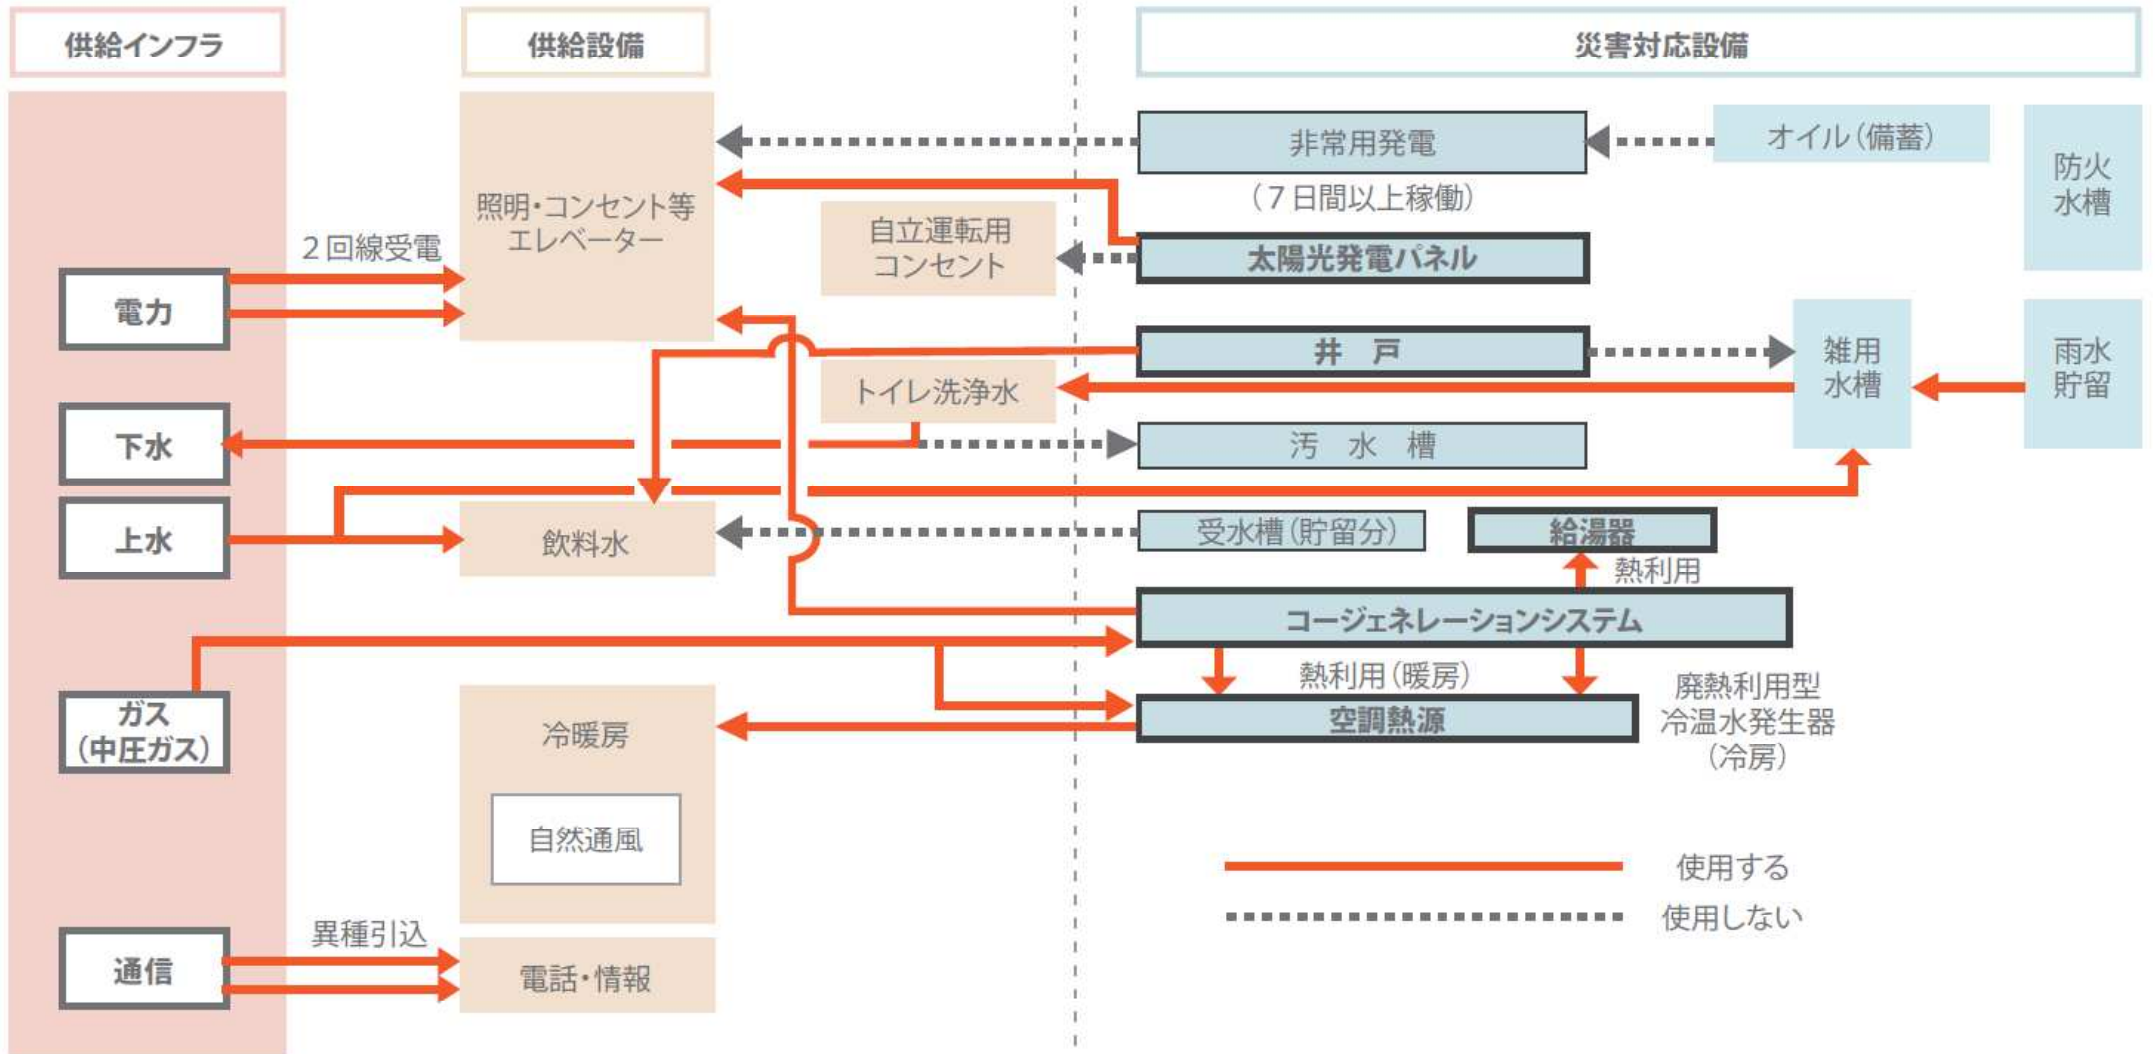 供給インフラ
供給設備
災害対応設備
照明・コンセント等
エレベーター
非常用発電
(７日間以上稼働)
オイル(備蓄)
防火
水槽
２回線受電
自立運転用
コンセント
太陽光発電パネル
電力
井　戸
雑用
水槽
雨水
貯留
トイレ洗浄水
下水
汚　水　槽
上水
飲料水
受水槽(貯留分)
給湯器
熱利用
コージェネレーションシステム
熱利用(暖房)
ガス
(中圧ガス)
冷暖房
空調熱源
廃熱利用型
冷温水発生器
(冷房)
自然通風
使用する
使用しない
異種引込
通信
電話・情報